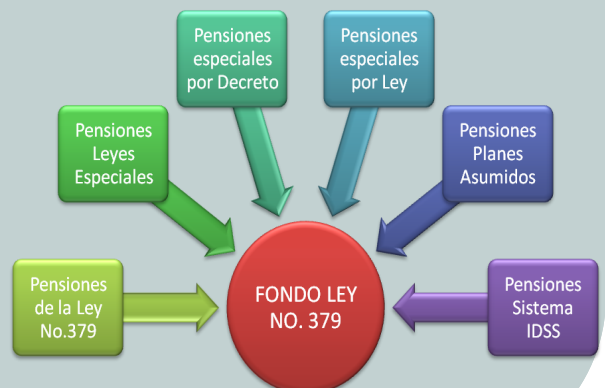 Pensiones
especiales
por Decreto
Pensiones
especiales
por Ley
Pensiones
Leyes
Especiales
Pensiones
Planes
Asumidos
Pensiones
de la Ley
No.379
FONDO LEY
NO. 379
Pensiones
Sistema
IDSS